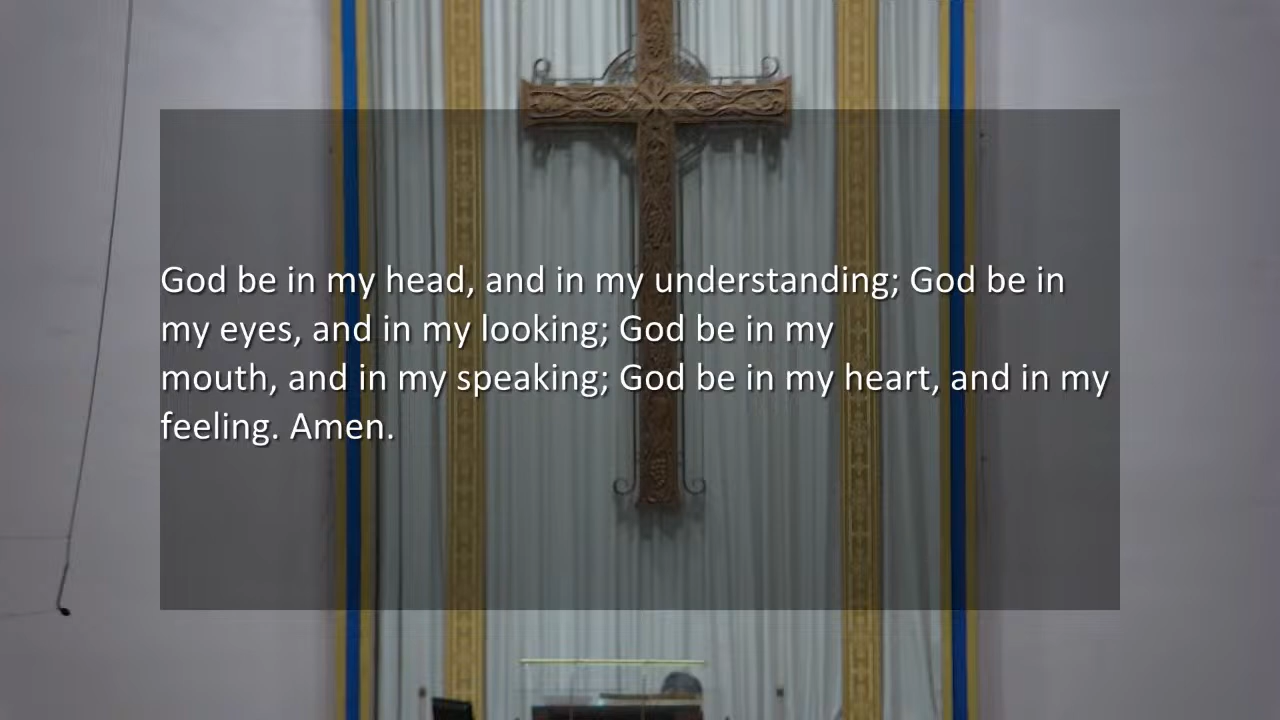 God be in my head, and in my understanding; God be in
my eyes, and in my looking; God be in my
mouth, and in my speaking; God be in my heart, and in my
feeling. Amen.